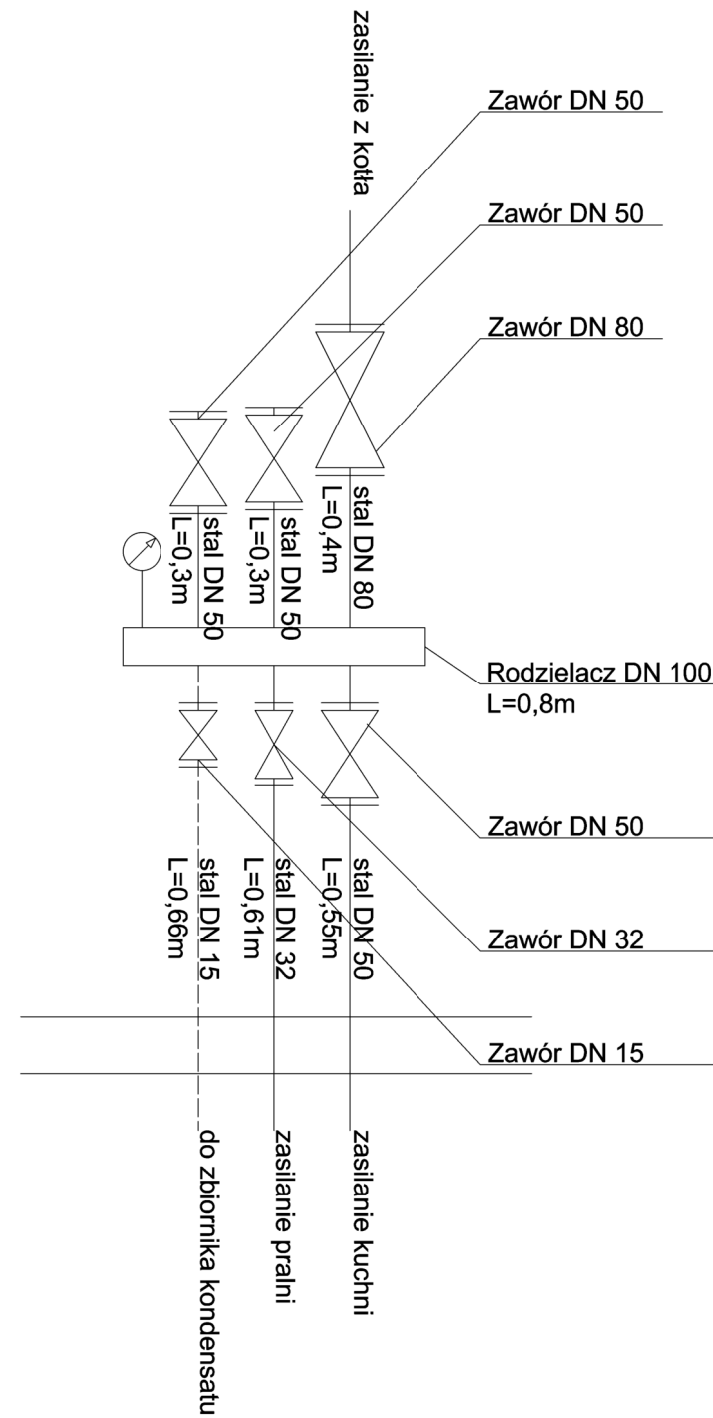 zasilanie z kotła
Zawór DN 50
Zawór DN 50
Zawór DN 80
stal DN 80
L=0,4m
stal DN 50
L=0,3m
stal DN 50
L=0,3m
Rodzielacz DN 100
L=0,8m
Zawór DN 50
stal DN 50
L=0,55m
stal DN 32
L=0,61m
stal DN 15
L=0,66m
Zawór DN 32
Zawór DN 15
zasilanie kuchni
zasilanie pralni
do zbiornika kondensatu